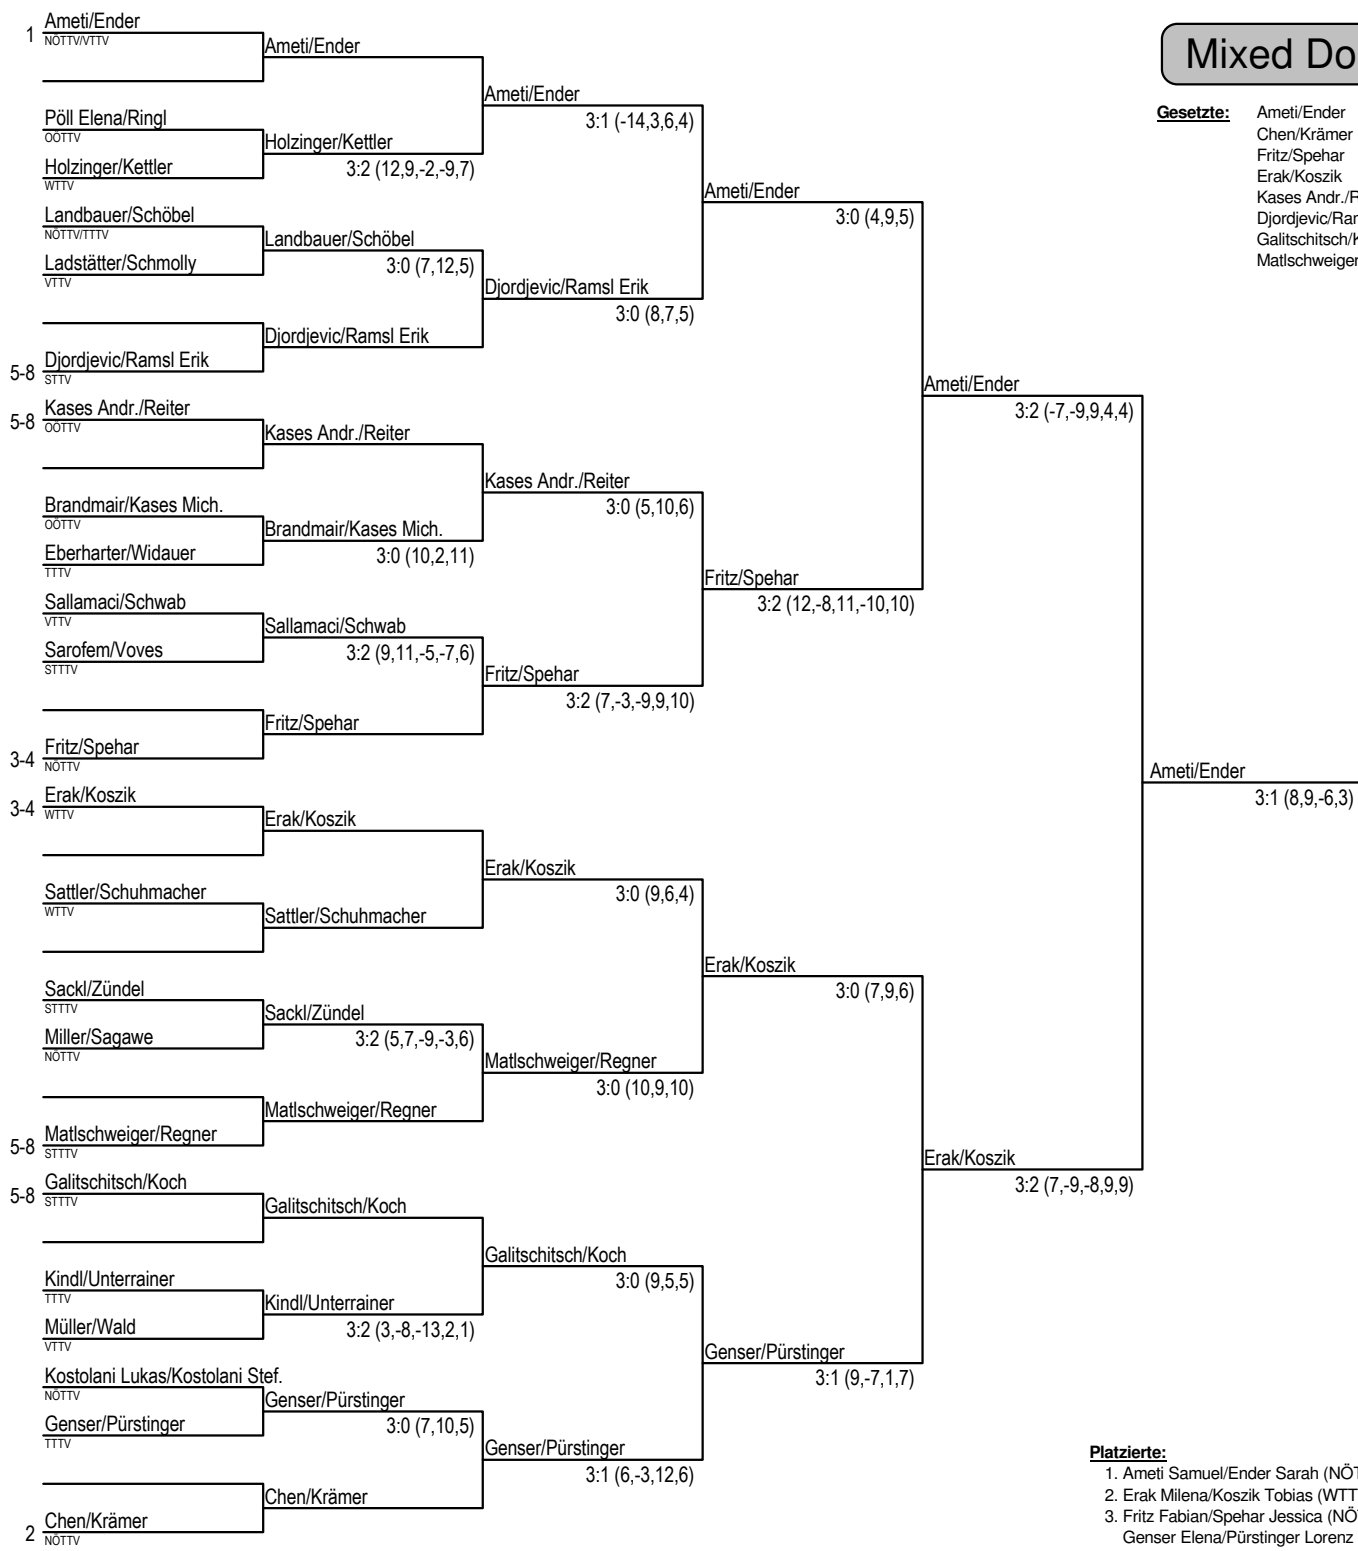 Mixed Do
Gesetzte: Ameti/Ender
Chen/Krämer
Fritz/Spehar
Erak/Koszik
Kases Andr./R
Djordjevic/Ram
Galitschitsch/K
Matlschweiger
1 Ameti/Ender
NÖTTV/VTTV
Pöll Elena/Ringl
OÖTTV
Holzinger/Kettler
WTTV
Landbauer/Schöbel
NÖTTV/TTTV
Ladstätter/Schmolly
VTTV
5-8 Djordjevic/Ramsl Erik
STTV
5-8 Kases Andr./Reiter
OÖTTV
Brandmair/Kases Mich.
OÖTTV
Eberharter/Widauer
TTTV
Sallamaci/Schwab
VTTV
Sarofem/Voves
STTTV
3-4 Fritz/Spehar
NÖTTV
3-4 Erak/Koszik
WTTV
Sattler/Schuhmacher
WTTV
Sackl/Zündel
STTTV
Miller/Sagawe
NÖTTV
5-8 Matlschweiger/Regner
STTTV
5-8 Galitschitsch/Koch
STTTV
Kindl/Unterrainer
TTTV
Müller/Wald
VTTV
Kostolani Lukas/Kostolani Stef.
NÖTTV
Genser/Pürstinger
TTTV
2 Chen/Krämer
NÖTTV
Ameti/Ender
Holzinger/Kettler
3:2 (12,9,-2,-9,7)
Landbauer/Schöbel
3:0 (7,12,5)
Djordjevic/Ramsl Erik
Kases Andr./Reiter
Brandmair/Kases Mich.
3:0 (10,2,11)
Sallamaci/Schwab
3:2 (9,11,-5,-7,6)
Fritz/Spehar
Erak/Koszik
Sattler/Schuhmacher
Sackl/Zündel
3:2 (5,7,-9,-3,6)
Matlschweiger/Regner
Galitschitsch/Koch
Kindl/Unterrainer
3:2 (3,-8,-13,2,1)
Genser/Pürstinger
3:0 (7,10,5)
Chen/Krämer
Ameti/Ender
3:1 (-14,3,6,4)
Djordjevic/Ramsl Erik
3:0 (8,7,5)
Kases Andr./Reiter
3:0 (5,10,6)
Fritz/Spehar
3:2 (7,-3,-9,9,10)
Erak/Koszik
3:0 (9,6,4)
Matlschweiger/Regner
3:0 (10,9,10)
Galitschitsch/Koch
3:0 (9,5,5)
Genser/Pürstinger
3:1 (6,-3,12,6)
Ameti/Ender
3:0 (4,9,5)
Fritz/Spehar
3:2 (12,-8,11,-10,10)
Erak/Koszik
3:0 (7,9,6)
Genser/Pürstinger
3:1 (9,-7,1,7)
Ameti/Ender
3:2 (-7,-9,9,4,4)
Erak/Koszik
3:2 (7,-9,-8,9,9)
Ameti/Ender
3:1 (8,9,-6,3)
Platzierte:
1. Ameti Samuel/Ender Sarah (NÖT
2. Erak Milena/Koszik Tobias (WTT
3. Fritz Fabian/Spehar Jessica (NÖ
Genser Elena/Pürstinger Lorenz